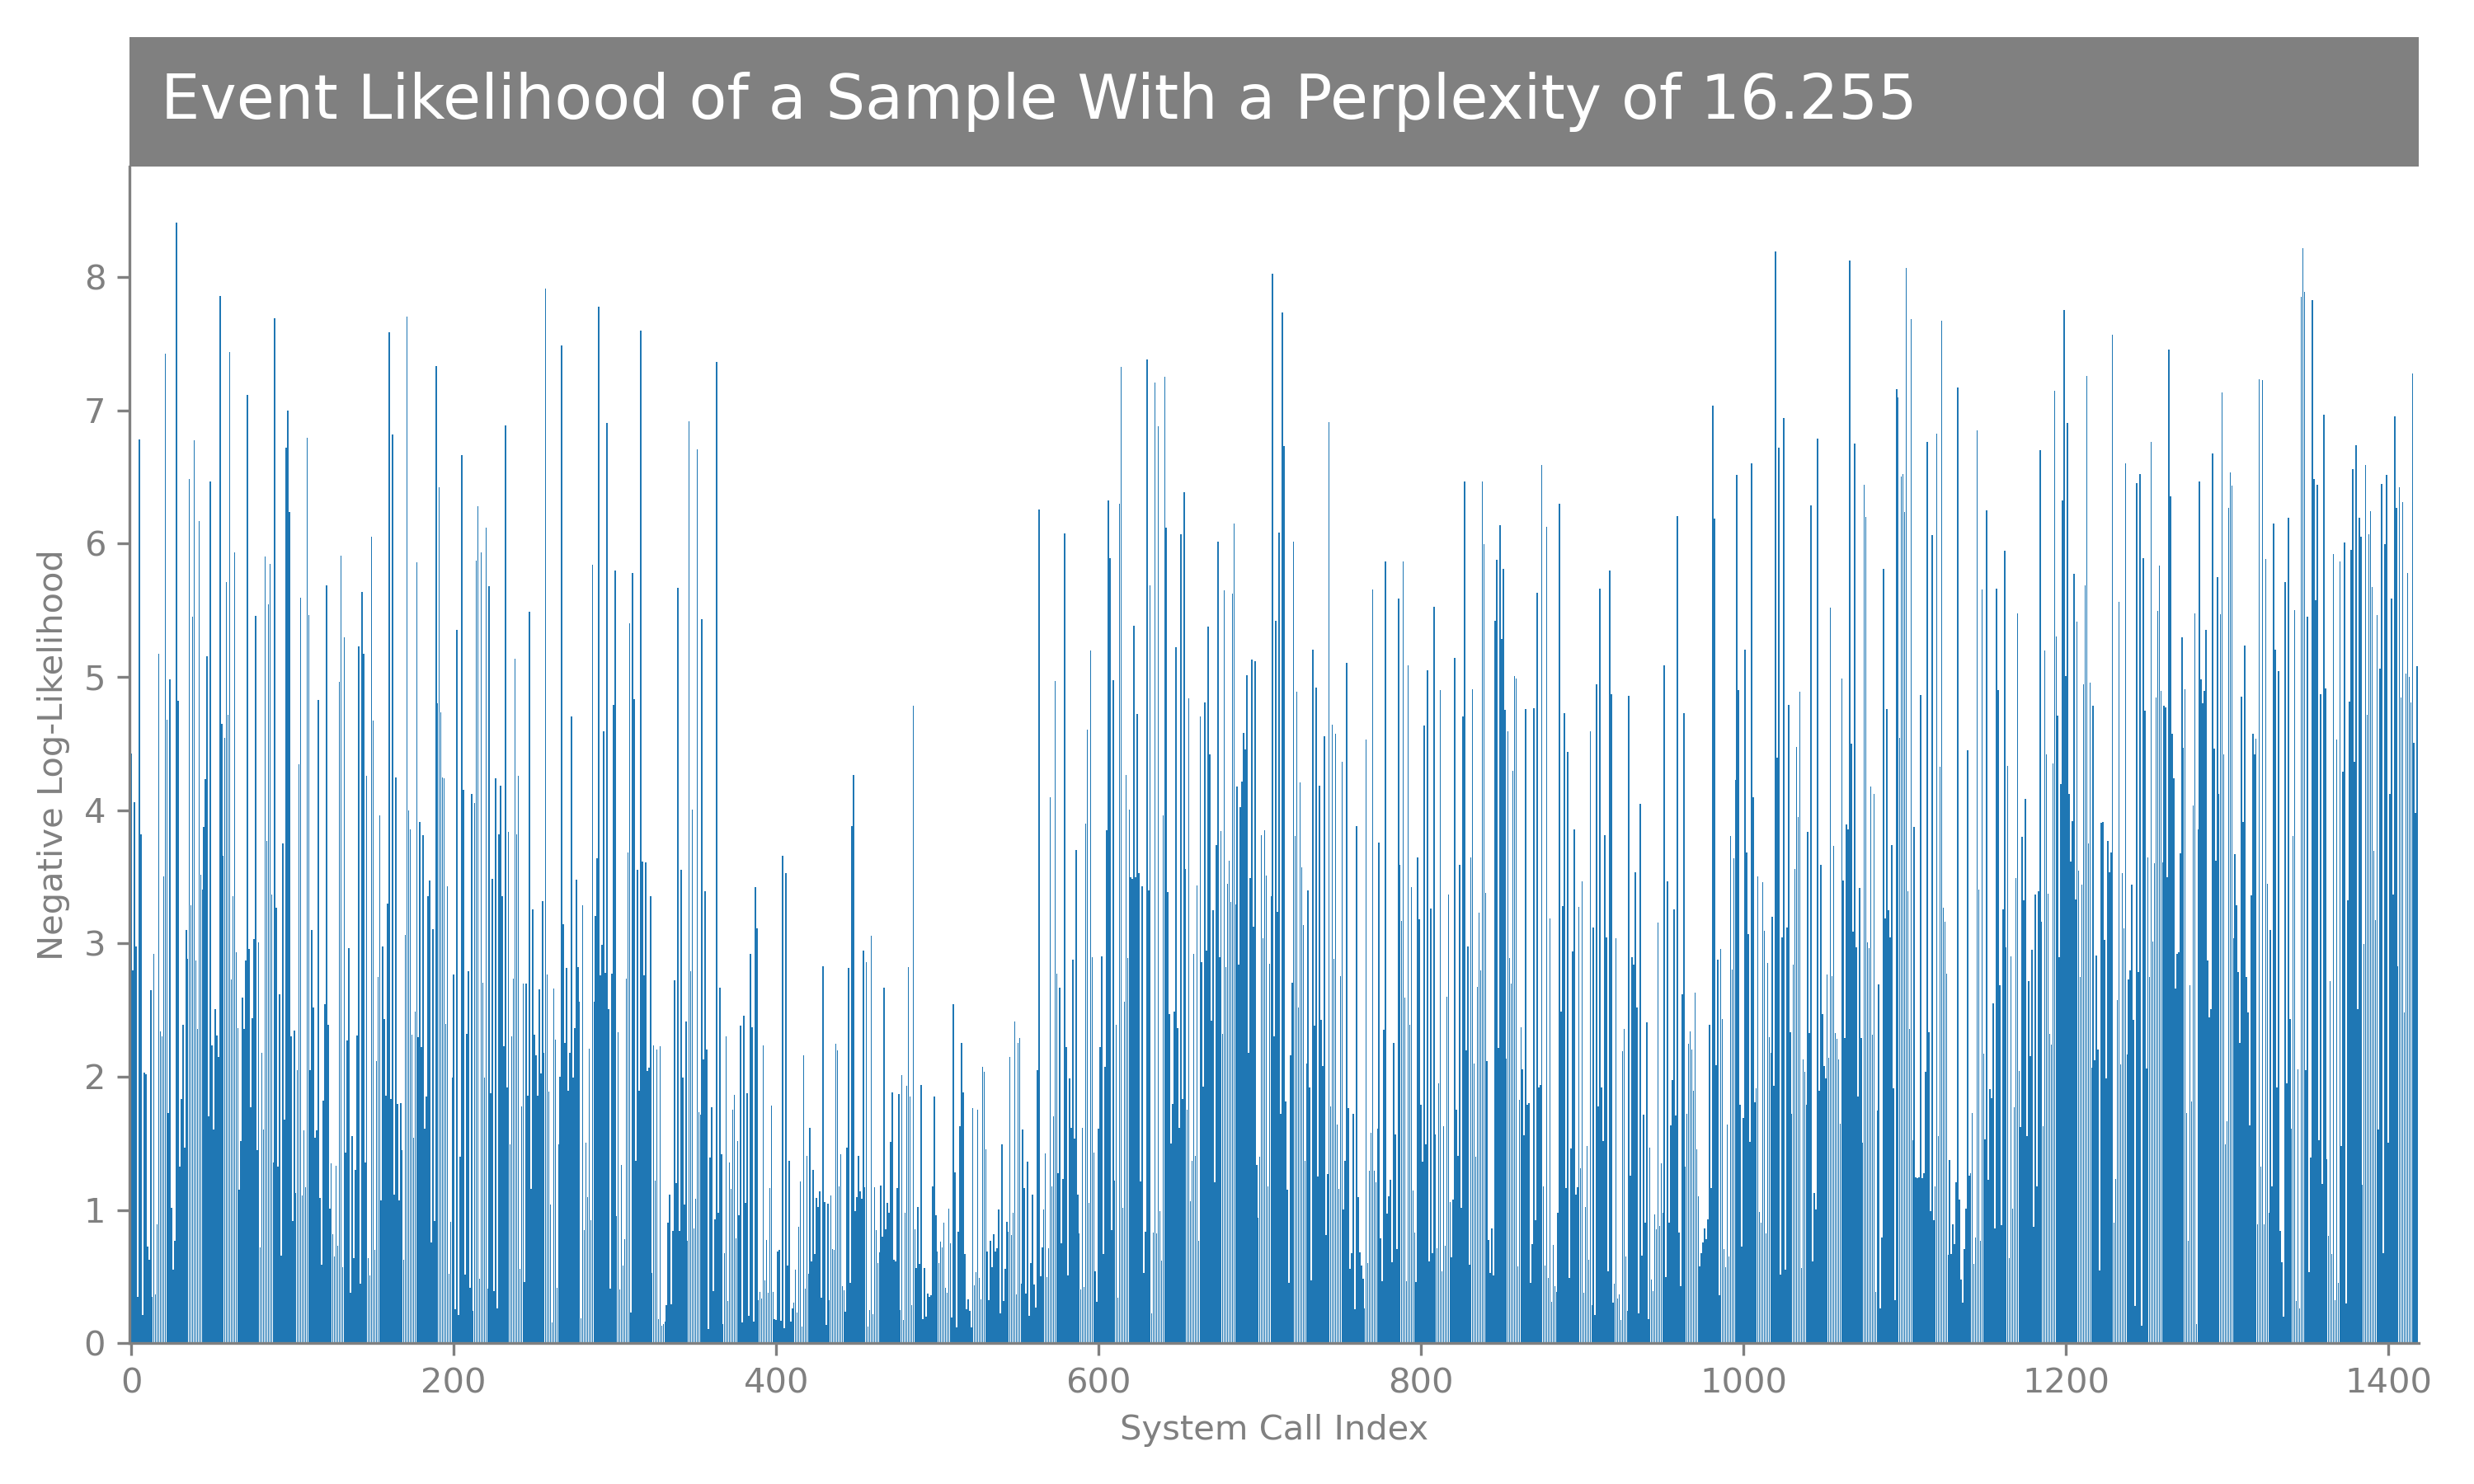 Event Likelihood of a Sample With a Perplexity of 16.255
Negative Log-Likelihood
8
7
6
5
4
3
2
1
0
0 200 400 600 800 1000 1200 1400
System Call Index